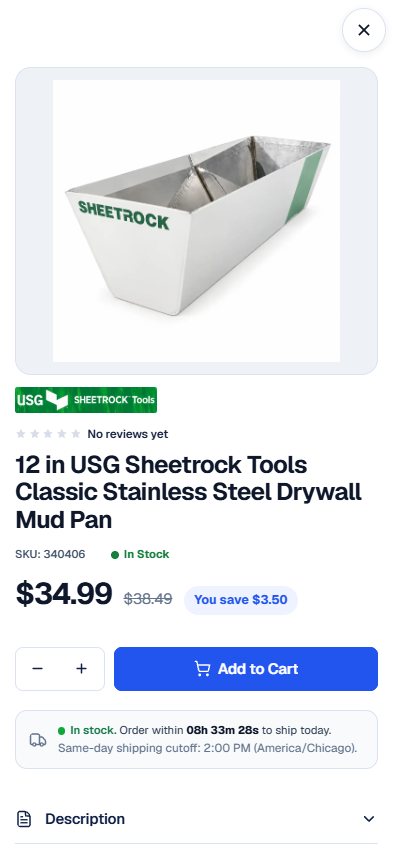 SHEETROCK
USG SHEETROCK Tools
No reviews yet
12 in USG Sheetrock Tools
Classic Stainless Steel Drywall
Mud Pan
SKU: 340406 In Stock
$34.99 $38.49 You save $3.50
Add to Cart
In stock. Order within 08h 33m 28s to ship today.
Same-day shipping cutoff: 2:00 PM (America/Chicago).
Description